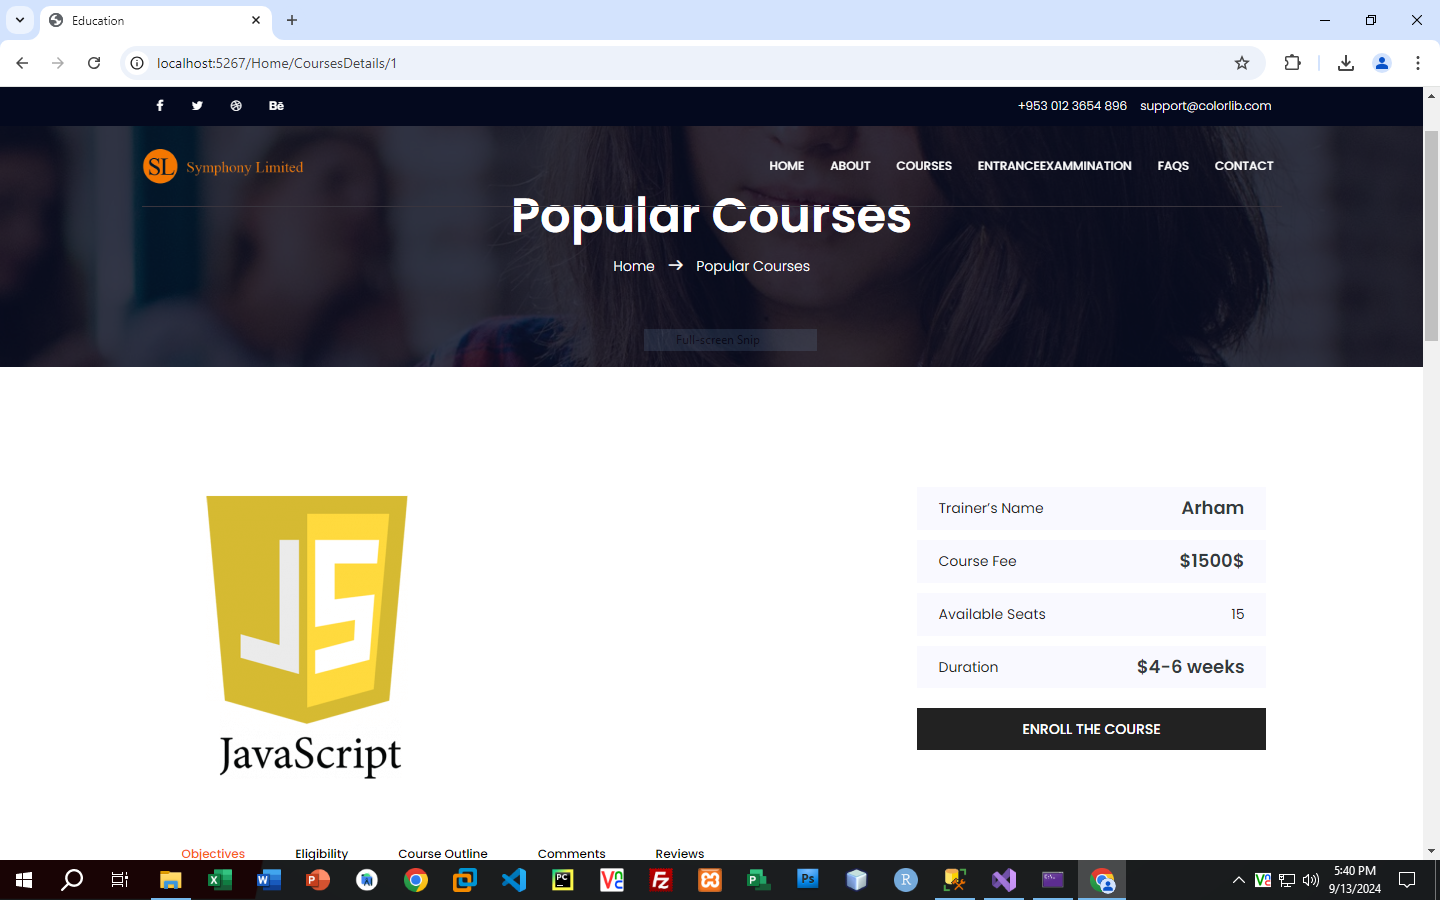 Education
localhost:5267/Home/CoursesDetails/1
+953 012 3654 896 support@colorlib.com
SL Symphony Limited
HOME ABOUT COURSES ENTRANCEEXAMMINATION FAQS CONTACT
Popular Courses
Home → Popular Courses
Full-screen Snip
JS
JavaScript
Trainer's Name Arham
Course Fee $1500$
Available Seats 15
Duration $4-6 weeks
ENROLL THE COURSE
Objectives Eligibility Course Outline Comments Reviews
5:40 PM
9/13/2024